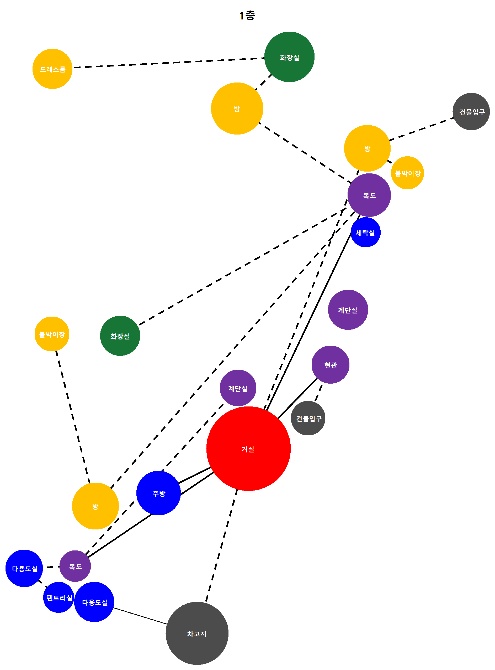 1층
화장실
드레스룸
방
건물입구
방
붙박이장
복도
세탁실
계단실
붙박이장
화장실
현관
계단실
건물입구
거실
주방
방
복도
다용도실
팬트리실
다용도실
차고지